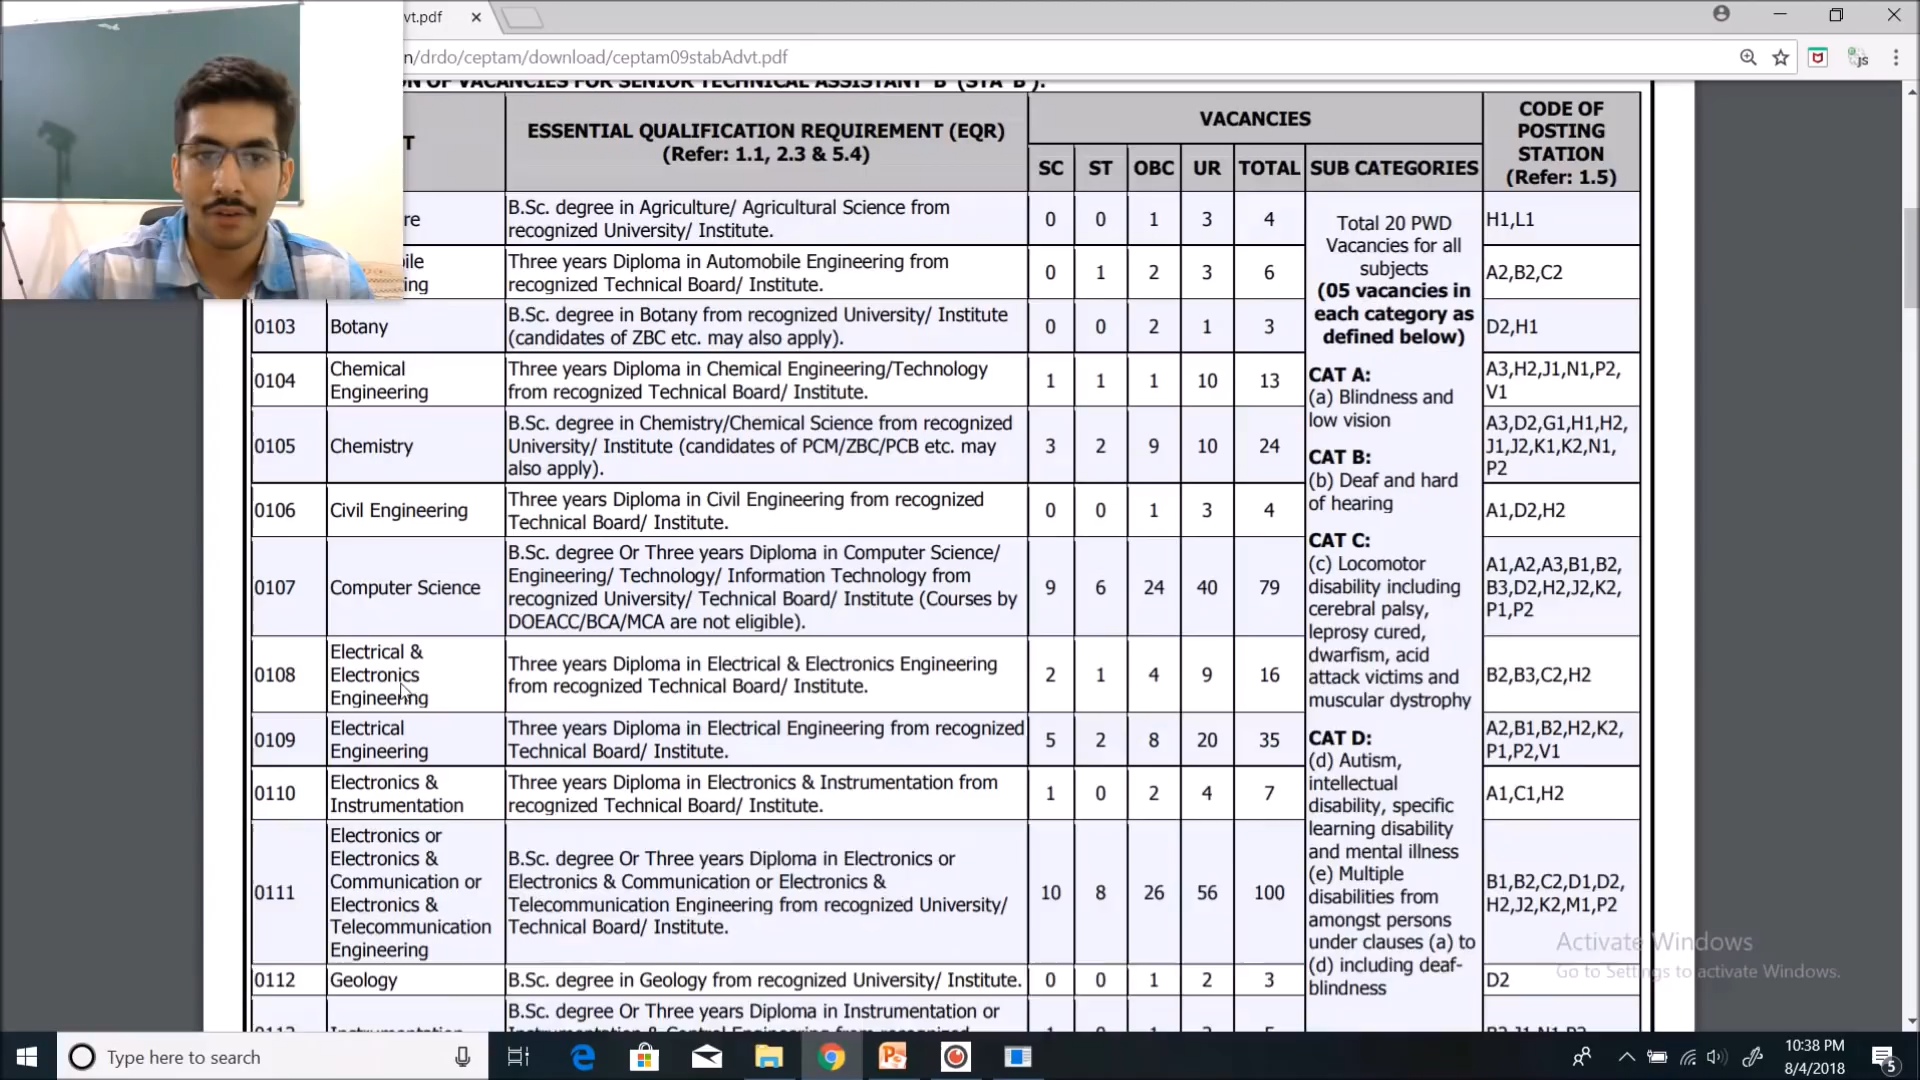 vt.pdf
n/drdo/ceptam/download/ceptam09stabAdvt.pdf
ON OF VACANCIES FOR SENIOR TECHNICAL ASSISTANT 'B' (STA 'B').
T
ESSENTIAL QUALIFICATION REQUIREMENT (EQR)
(Refer: 1.1, 2.3 & 5.4)
VACANCIES
CODE OF
POSTING
STATION
(Refer: 1.5)
SC ST OBC UR TOTAL SUB CATEGORIES
re
B.Sc. degree in Agriculture/ Agricultural Science from
recognized University/ Institute.
0 0 1 3 4
H1,L1
ile
ng
Three years Diploma in Automobile Engineering from
recognized Technical Board/ Institute.
0 1 2 3 6
A2,B2,C2
0103 Botany
B.Sc. degree in Botany from recognized University/ Institute
(candidates of ZBC etc. may also apply).
0 0 2 1 3
D2,H1
0104 Chemical
Engineering
Three years Diploma in Chemical Engineering/Technology
from recognized Technical Board/ Institute.
1 1 1 10 13
A3,H2,J1,N1,P2,
V1
0105 Chemistry
B.Sc. degree in Chemistry/Chemical Science from recognized
University/ Institute (candidates of PCM/ZBC/PCB etc. may
also apply).
3 2 9 10 24
A3,D2,G1,H1,H2,
J1,J2,K1,K2,N1,
P2
0106 Civil Engineering
Three years Diploma in Civil Engineering from recognized
Technical Board/ Institute.
0 0 1 3 4
A1,D2,H2
0107 Computer Science
B.Sc. degree Or Three years Diploma in Computer Science/
Engineering/ Technology/ Information Technology from
recognized University/ Technical Board/ Institute (Courses by
DOEACC/BCA/MCA are not eligible).
9 6 24 40 79
A1,A2,A3,B1,B2,
B3,D2,H2,J2,K2,
P1,P2
0108 Electrical &
Electronics
Engineering
Three years Diploma in Electrical & Electronics Engineering
from recognized Technical Board/ Institute.
2 1 4 9 16
B2,B3,C2,H2
0109 Electrical
Engineering
Three years Diploma in Electrical Engineering from recognized
Technical Board/ Institute.
5 2 8 20 35
A2,B1,B2,H2,K2,
P1,P2,V1
0110 Electronics &
Instrumentation
Three years Diploma in Electronics & Instrumentation from
recognized Technical Board/ Institute.
1 0 2 4 7
A1,C1,H2
0111 Electronics or
Electronics &
Communication or
Electronics &
Telecommunication
Engineering
B.Sc. degree Or Three years Diploma in Electronics or
Electronics & Communication or Electronics &
Telecommunication Engineering from recognized University/
Technical Board/ Institute.
10 8 26 56 100
B1,B2,C2,D1,D2,
H2,J2,K2,M1,P2
0112 Geology
B.Sc. degree in Geology from recognized University/ Institute.
0 0 1 2 3
D2
B.Sc. degree Or Three years Diploma in Instrumentation or
Total 20 PWD
Vacancies for all
subjects
(05 vacancies in
each category as
defined below)
CAT A:
(a) Blindness and
low vision
CAT B:
(b) Deaf and hard
of hearing
CAT C:
(c) Locomotor
disability including
cerebral palsy,
leprosy cured,
dwarfism, acid
attack victims and
muscular dystrophy
CAT D:
(d) Autism,
intellectual
disability, specific
learning disability
and mental illness
(e) Multiple
disabilities from
amongst persons
under clauses (a) to
(d) including deaf-
blindness
Activate Windows
Go to Settings to activate Windows.
Type here to search
10:38 PM
8/4/2018
5